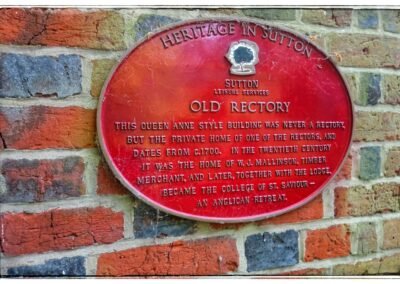 HERITAGE IN SUTTON
SUTTON
LEISURE SERVICES
OLD RECTORY
THIS QUEEN ANNE STYLE BUILDING WAS NEVER A RECTORY,
BUT THE PRIVATE HOME OF ONE OF THE RECTORS, AND
DATES FROM C.1700. IN THE TWENTIETH CENTURY
IT WAS THE HOME OF W.J. MALLINSON, TIMBER
MERCHANT, AND LATER, TOGETHER WITH THE LODGE,
BECAME THE COLLEGE OF ST. SAVIOUR –
AN ANGLICAN RETREAT.